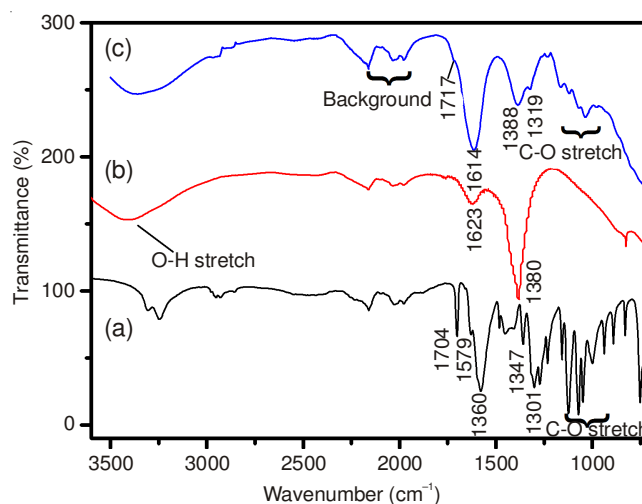 300
200
100
0
Transmittance (%)
3500
3000
2500
2000
1500
1000
Wavenumber (cm⁻¹)
(c)
Background
1717
1614
1388
1319
C-O stretch
(b)
O-H stretch
1623
1380
(a)
1704
1579
1360
1347
1301
C-O stretch